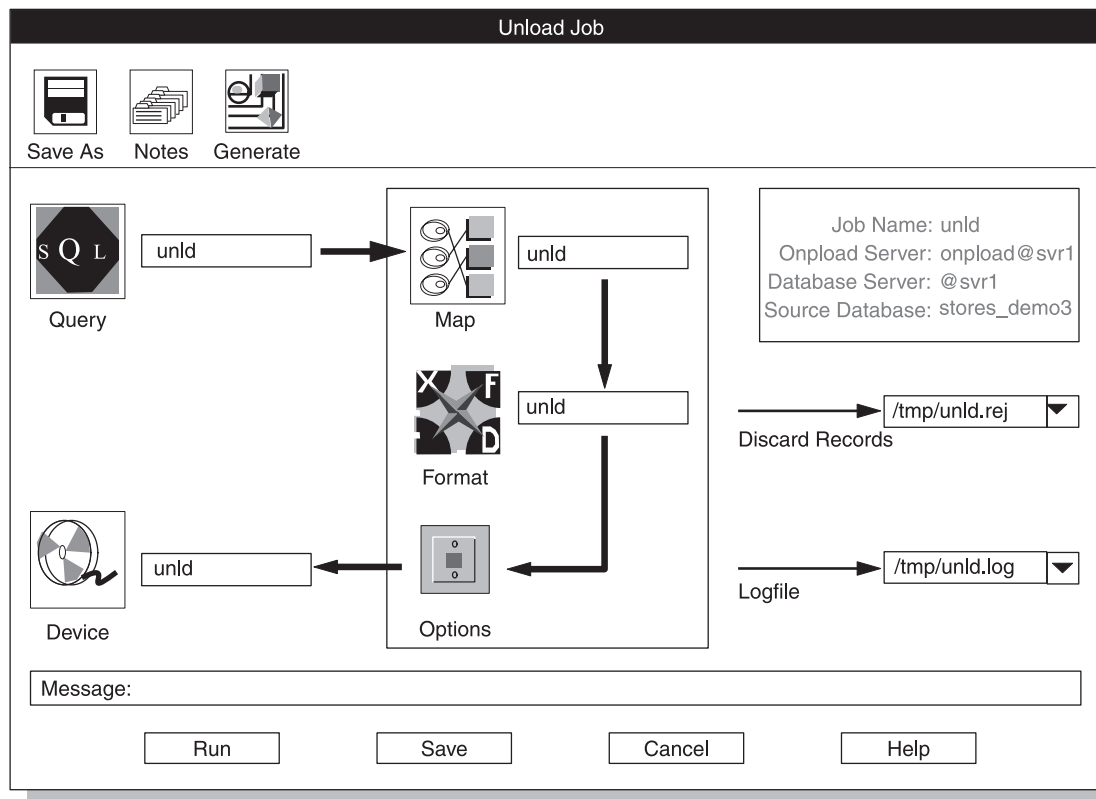 Unload Job
Save As
Notes
Generate
SQL
unld
Query
unld
Map
Job Name: unld
Onpload Server: onpload@svr1
Database Server: @svr1
Source Database: stores_demo3
X F
D
unld
Format
/tmp/unld.rej
Discard Records
unld
Device
Options
/tmp/unld.log
Logfile
Message:
Run
Save
Cancel
Help